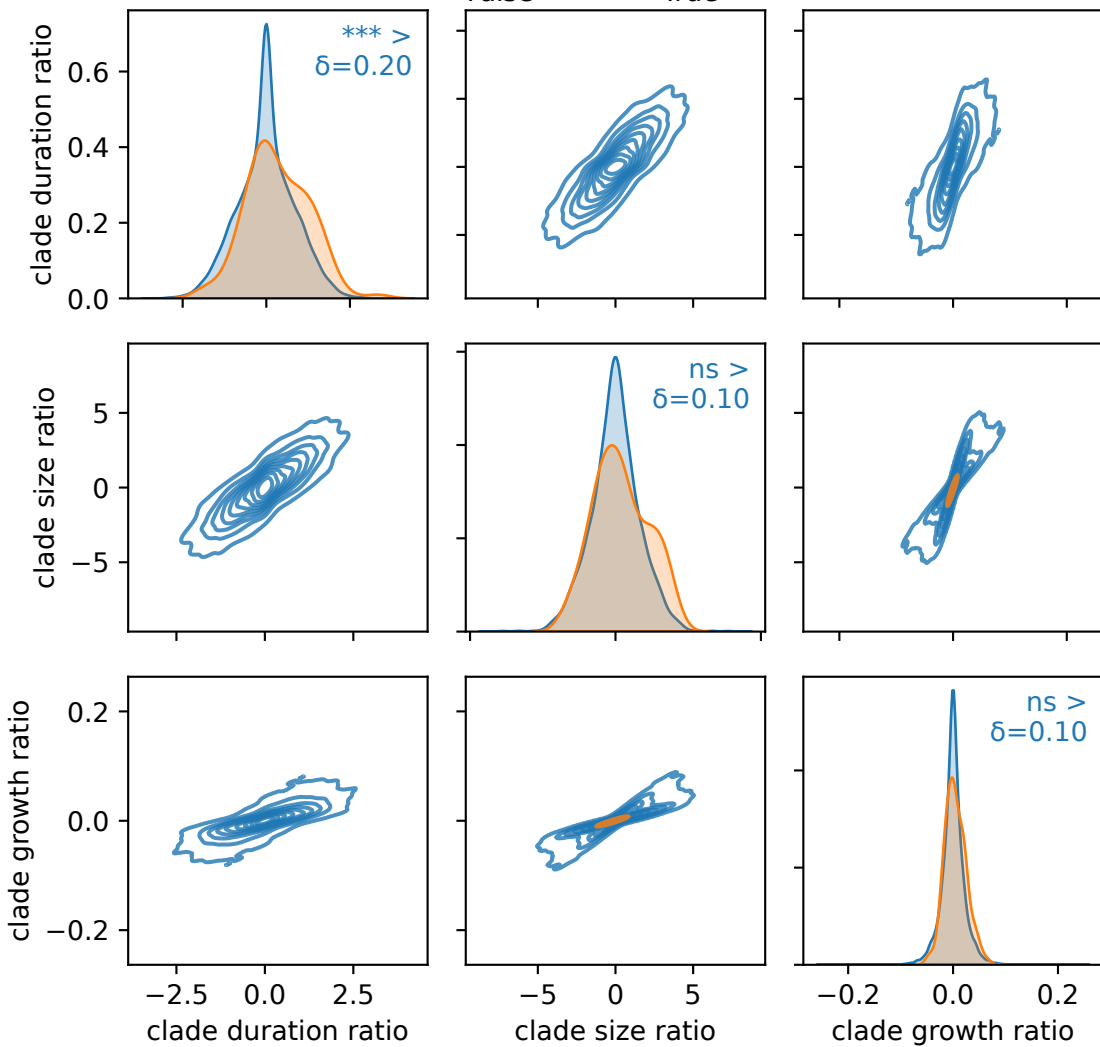 clade duration ratio
0.6
0.4
0.2
0.0
*** >
δ=0.20
clade size ratio
5
0
−5
ns >
δ=0.10
clade growth ratio
0.2
0.0
−0.2
ns >
δ=0.10
−2.5 0.0 2.5
−5 0 5
−0.2 0.0 0.2
clade duration ratio
clade size ratio
clade growth ratio